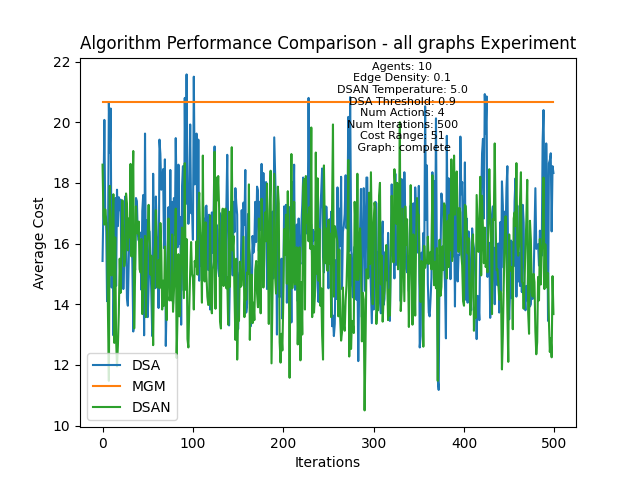 Algorithm Performance Comparison - all graphs Experiment
Agents: 10
Edge Density: 0.1
DSAN Temperature: 5.0
DSA Threshold: 0.9
Num Actions: 4
Num Iterations: 500
Cost Range: 51
Graph: complete
22
20
18
16
14
12
10
Average Cost
DSA
MGM
DSAN
0 100 200 300 400 500
Iterations